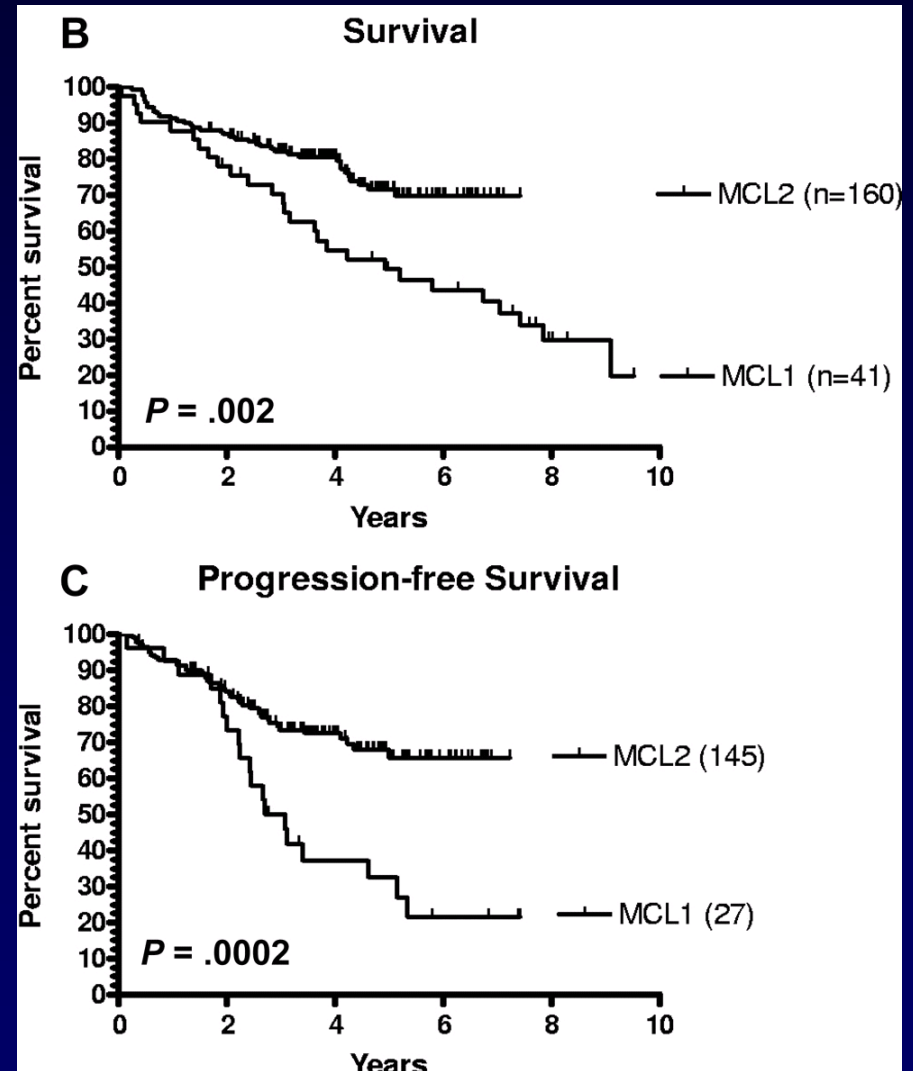 B
Survival
Percent survival
100
90
80
70
60
50
40
30
20
10
0
MCL2 (n=160)
MCL1 (n=41)
P = .002
0 2 4 6 8 10
Years
C
Progression-free Survival
Percent survival
100
90
80
70
60
50
40
30
20
10
0
MCL2 (145)
MCL1 (27)
P = .0002
0 2 4 6 8 10
Years